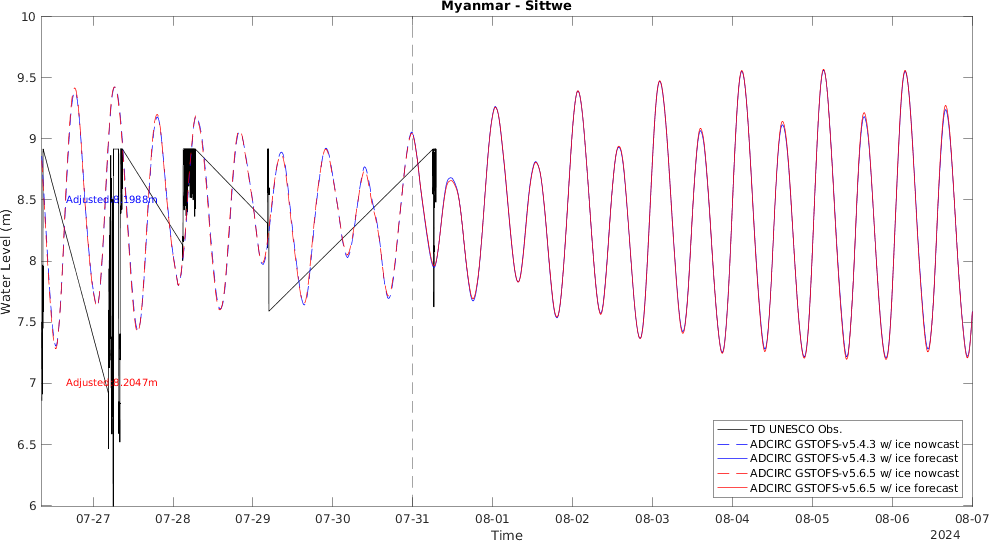 Myanmar - Sittwe
10
9.5
9
8.5
8
7.5
7
6.5
6
Water Level (m)
Adjusted 8.1988m
Adjusted 8.2047m
TD UNESCO Obs.
ADCIRC GSTOFS-v5.4.3 w/ ice nowcast
ADCIRC GSTOFS-v5.4.3 w/ ice forecast
ADCIRC GSTOFS-v5.6.5 w/ ice nowcast
ADCIRC GSTOFS-v5.6.5 w/ ice forecast
07-27 07-28 07-29 07-30 07-31 08-01 08-02 08-03 08-04 08-05 08-06 08-07
Time
2024